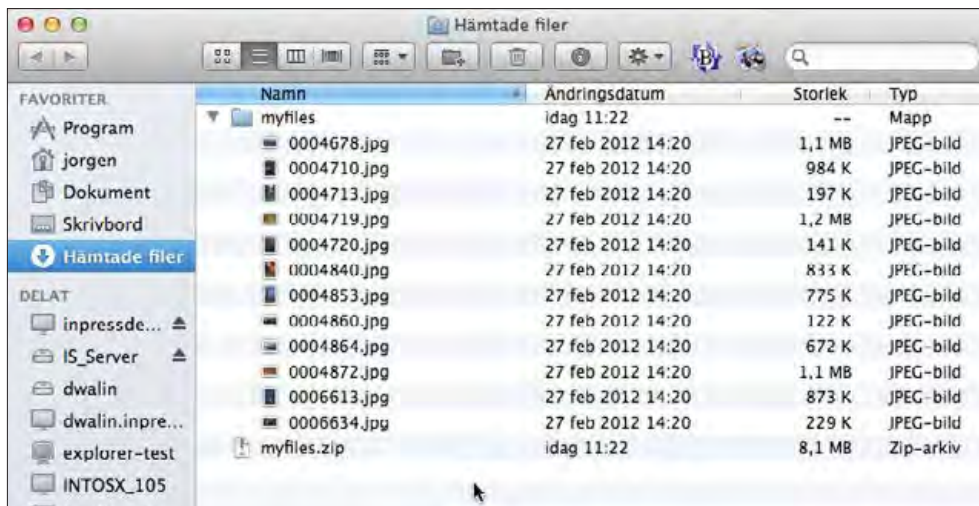 Hämtade filer
FAVORITER
Program
jorgen
Dokument
Skrivbord
Hämtade filer
DELAT
inpressde...
IS_Server
dwalin
dwalin.inpre...
explorer-test
INTOSX_105
Namn Ändringsdatum Storlek Typ
myfiles idag 11:22 -- Mapp
0004678.jpg 27 feb 2012 14:20 1,1 MB JPEG-bild
0004710.jpg 27 feb 2012 14:20 984 K JPEG-bild
0004713.jpg 27 feb 2012 14:20 197 K JPEG-bild
0004719.jpg 27 feb 2012 14:20 1,2 MB JPEG-bild
0004720.jpg 27 feb 2012 14:20 141 K JPEG-bild
0004840.jpg 27 feb 2012 14:20 833 K JPEG-bild
0004853.jpg 27 feb 2012 14:20 775 K JPEG-bild
0004860.jpg 27 feb 2012 14:20 122 K JPEG-bild
0004864.jpg 27 feb 2012 14:20 672 K JPEG-bild
0004872.jpg 27 feb 2012 14:20 1,1 MB JPEG-bild
0006613.jpg 27 feb 2012 14:20 873 K JPEG-bild
0006634.jpg 27 feb 2012 14:20 229 K JPEG-bild
myfiles.zip idag 11:22 8,1 MB Zip-arkiv